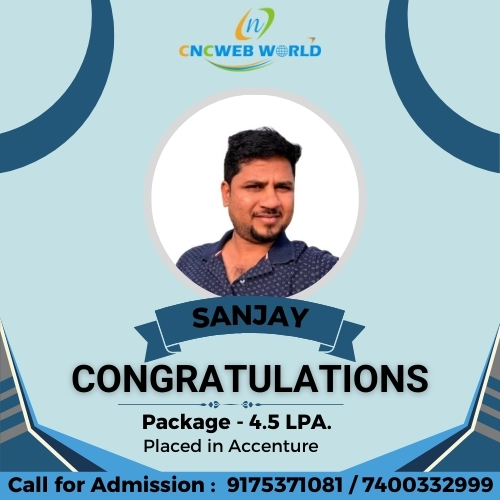 n
CNCWEB WORLD
SANJAY
CONGRATULATIONS
Package - 4.5 LPA.
Placed in Accenture
Call for Admission : 9175371081 / 7400332999